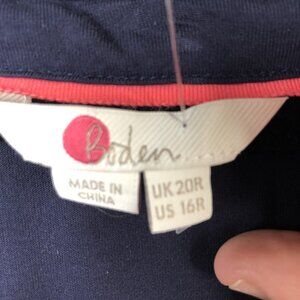 Boden
MADE IN
CHINA
UK 20R
US 16R